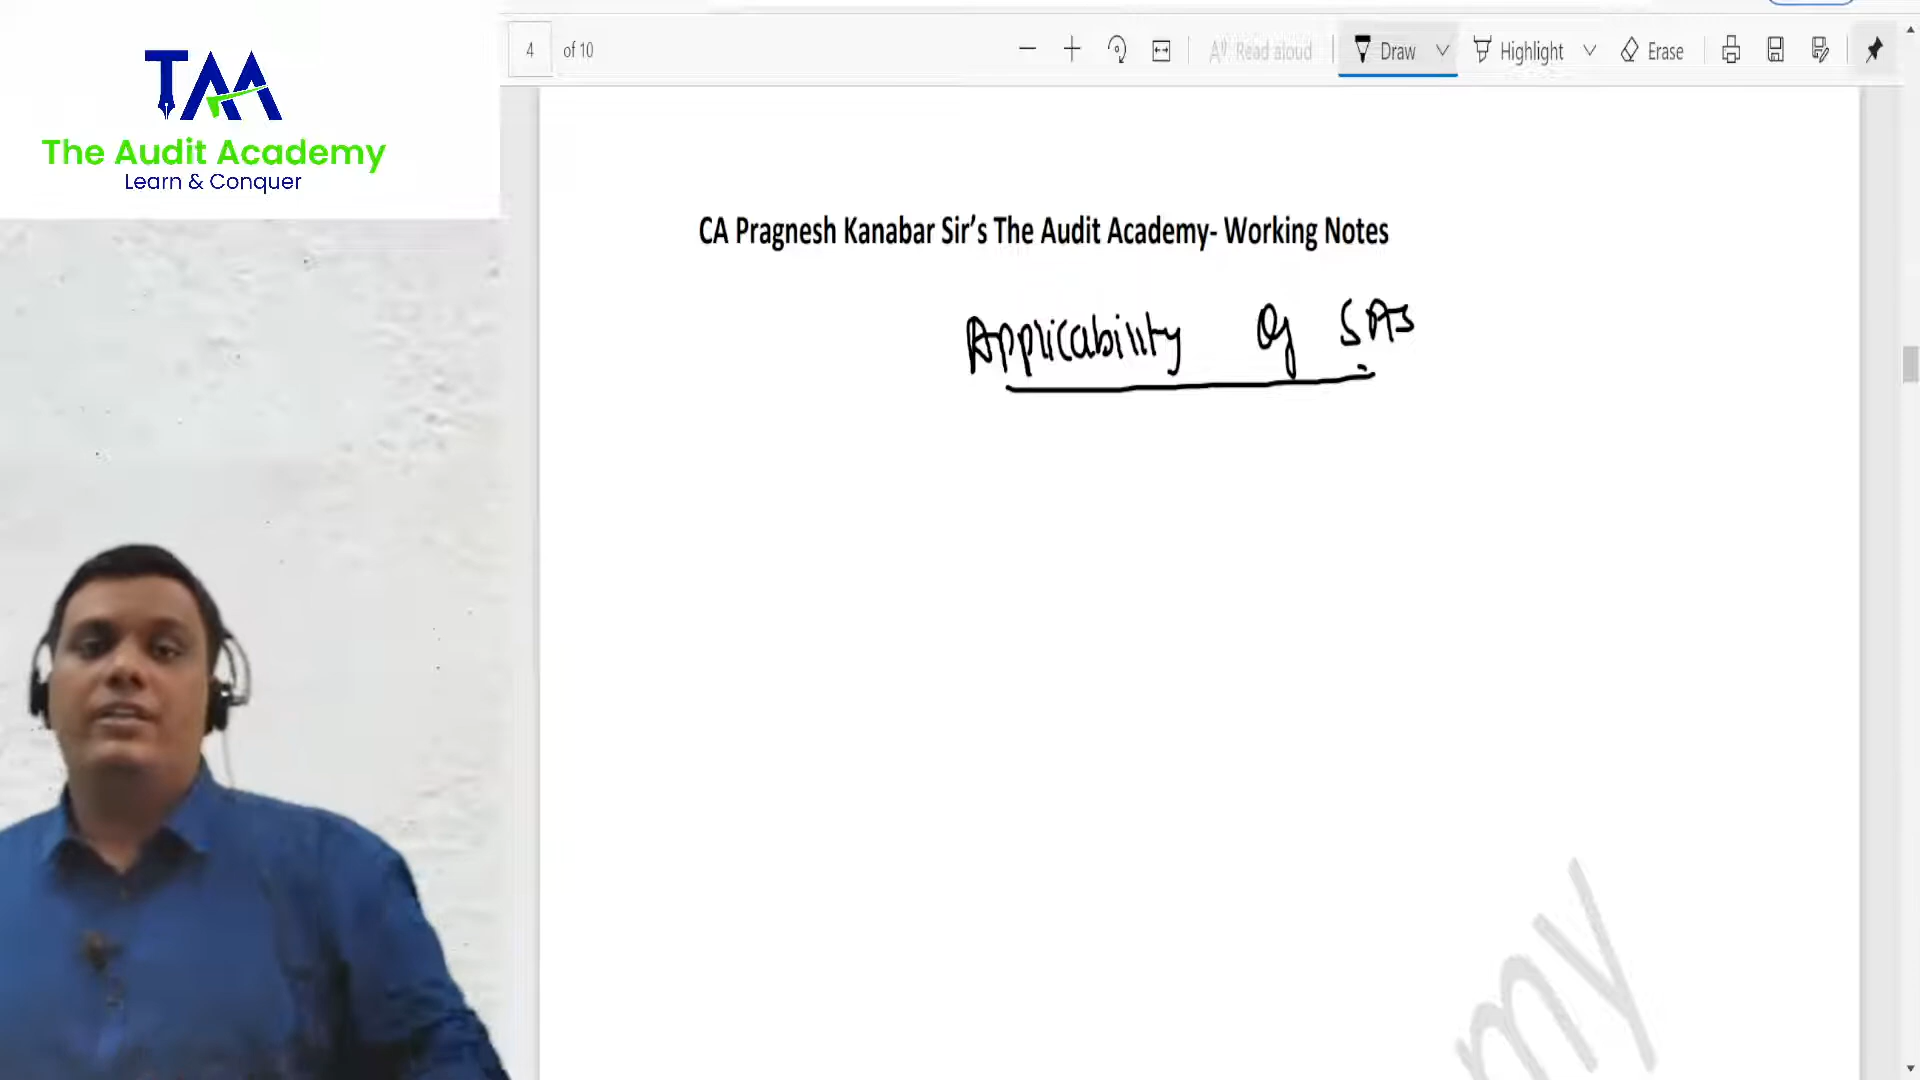 TAA
The Audit Academy
Learn & Conquer
4 of 10
Read aloud
Draw
Highlight
Erase
CA Pragnesh Kanabar Sir’s The Audit Academy- Working Notes
Applicability Of SAs
my